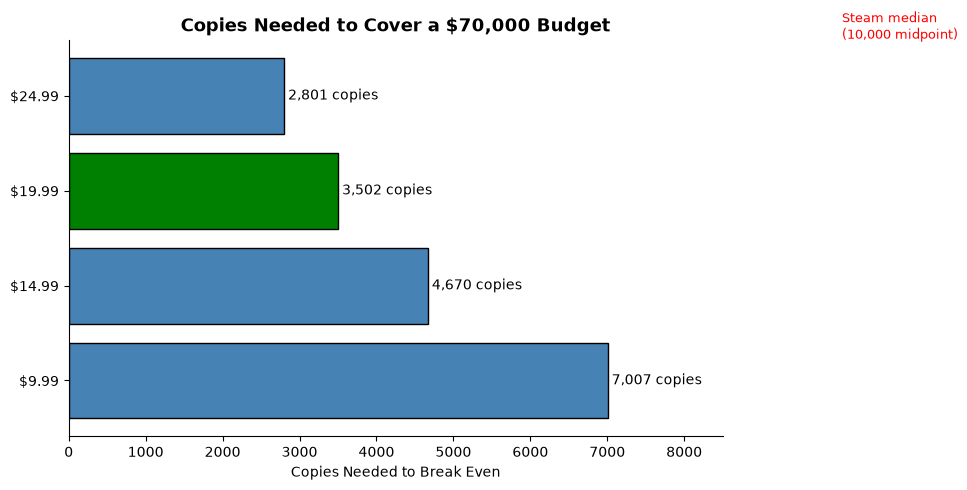 Copies Needed to Cover a $70,000 Budget
Steam median
(10,000 midpoint)
$24.99
2,801 copies
$19.99
3,502 copies
$14.99
4,670 copies
$9.99
7,007 copies
0 1000 2000 3000 4000 5000 6000 7000 8000
Copies Needed to Break Even